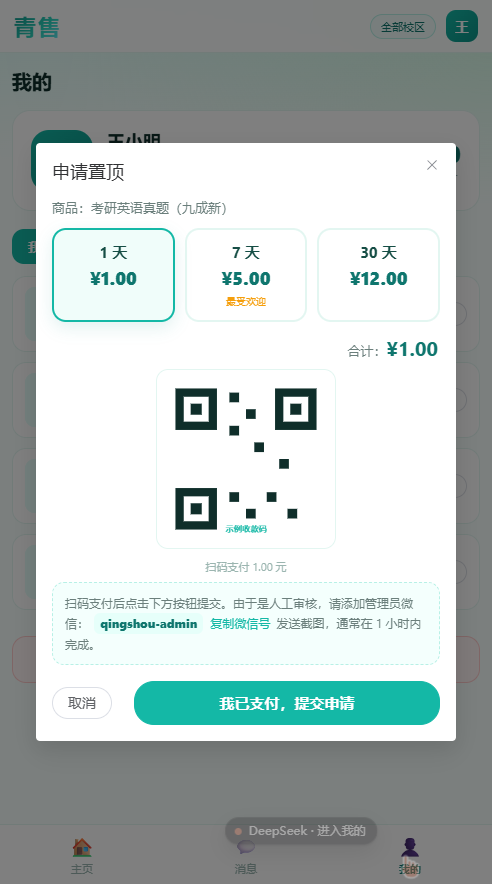 青售
全部校区
王
我的
王小明
申请置顶
商品：考研英语真题（九成新）
1 天
¥1.00
7 天
¥5.00
最受欢迎
30 天
¥12.00
合计：¥1.00
示例收款码
扫码支付 1.00 元
扫码支付后点击下方按钮提交。由于是人工审核，请添加管理员微
信： qingshou-admin 复制微信号 发送截图，通常在 1 小时内
完成。
取消
我已支付，提交申请
DeepSeek · 进入我的
主页
消息
我的